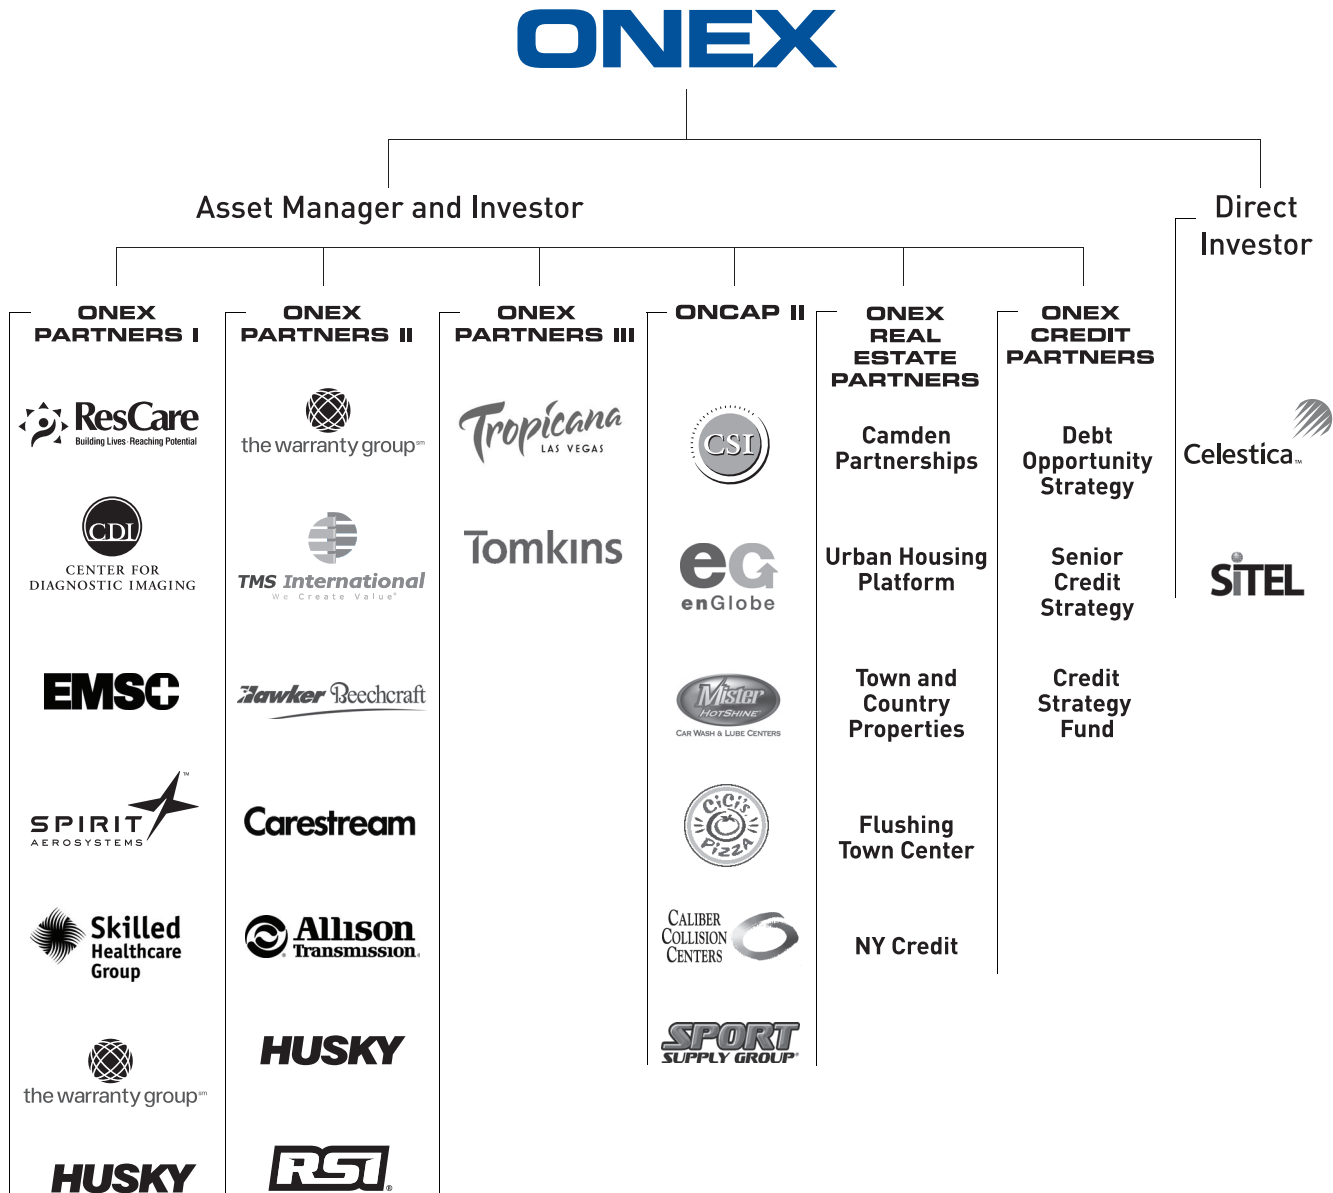 ONEX
Asset Manager and Investor
Direct
Investor
ONEX
PARTNERS I
ResCare
Building Lives · Reaching Potential
CDI
CENTER FOR
DIAGNOSTIC IMAGING
EMSC
SPIRIT™
AEROSYSTEMS
Skilled
Healthcare
Group
the warranty group℠
HUSKY
ONEX
PARTNERS II
the warranty group℠
TMS International
We Create Value®
Hawker Beechcraft
Carestream
Allison
Transmission®
HUSKY
RSI®
ONEX
PARTNERS III
Tropicana
LAS VEGAS
Tomkins
ONCAP II
CSI
eG
enGlobe
Mister
HOTSHINE
CAR WASH & LUBE CENTERS
CiCi's
Pizza
CALIBER
COLLISION
CENTERS
SPORT
SUPPLY GROUP®
ONEX
REAL
ESTATE
PARTNERS
Camden
Partnerships
Urban Housing
Platform
Town and
Country
Properties
Flushing
Town Center
NY Credit
ONEX
CREDIT
PARTNERS
Debt
Opportunity
Strategy
Senior
Credit
Strategy
Credit
Strategy
Fund
Celestica™
SiTEL